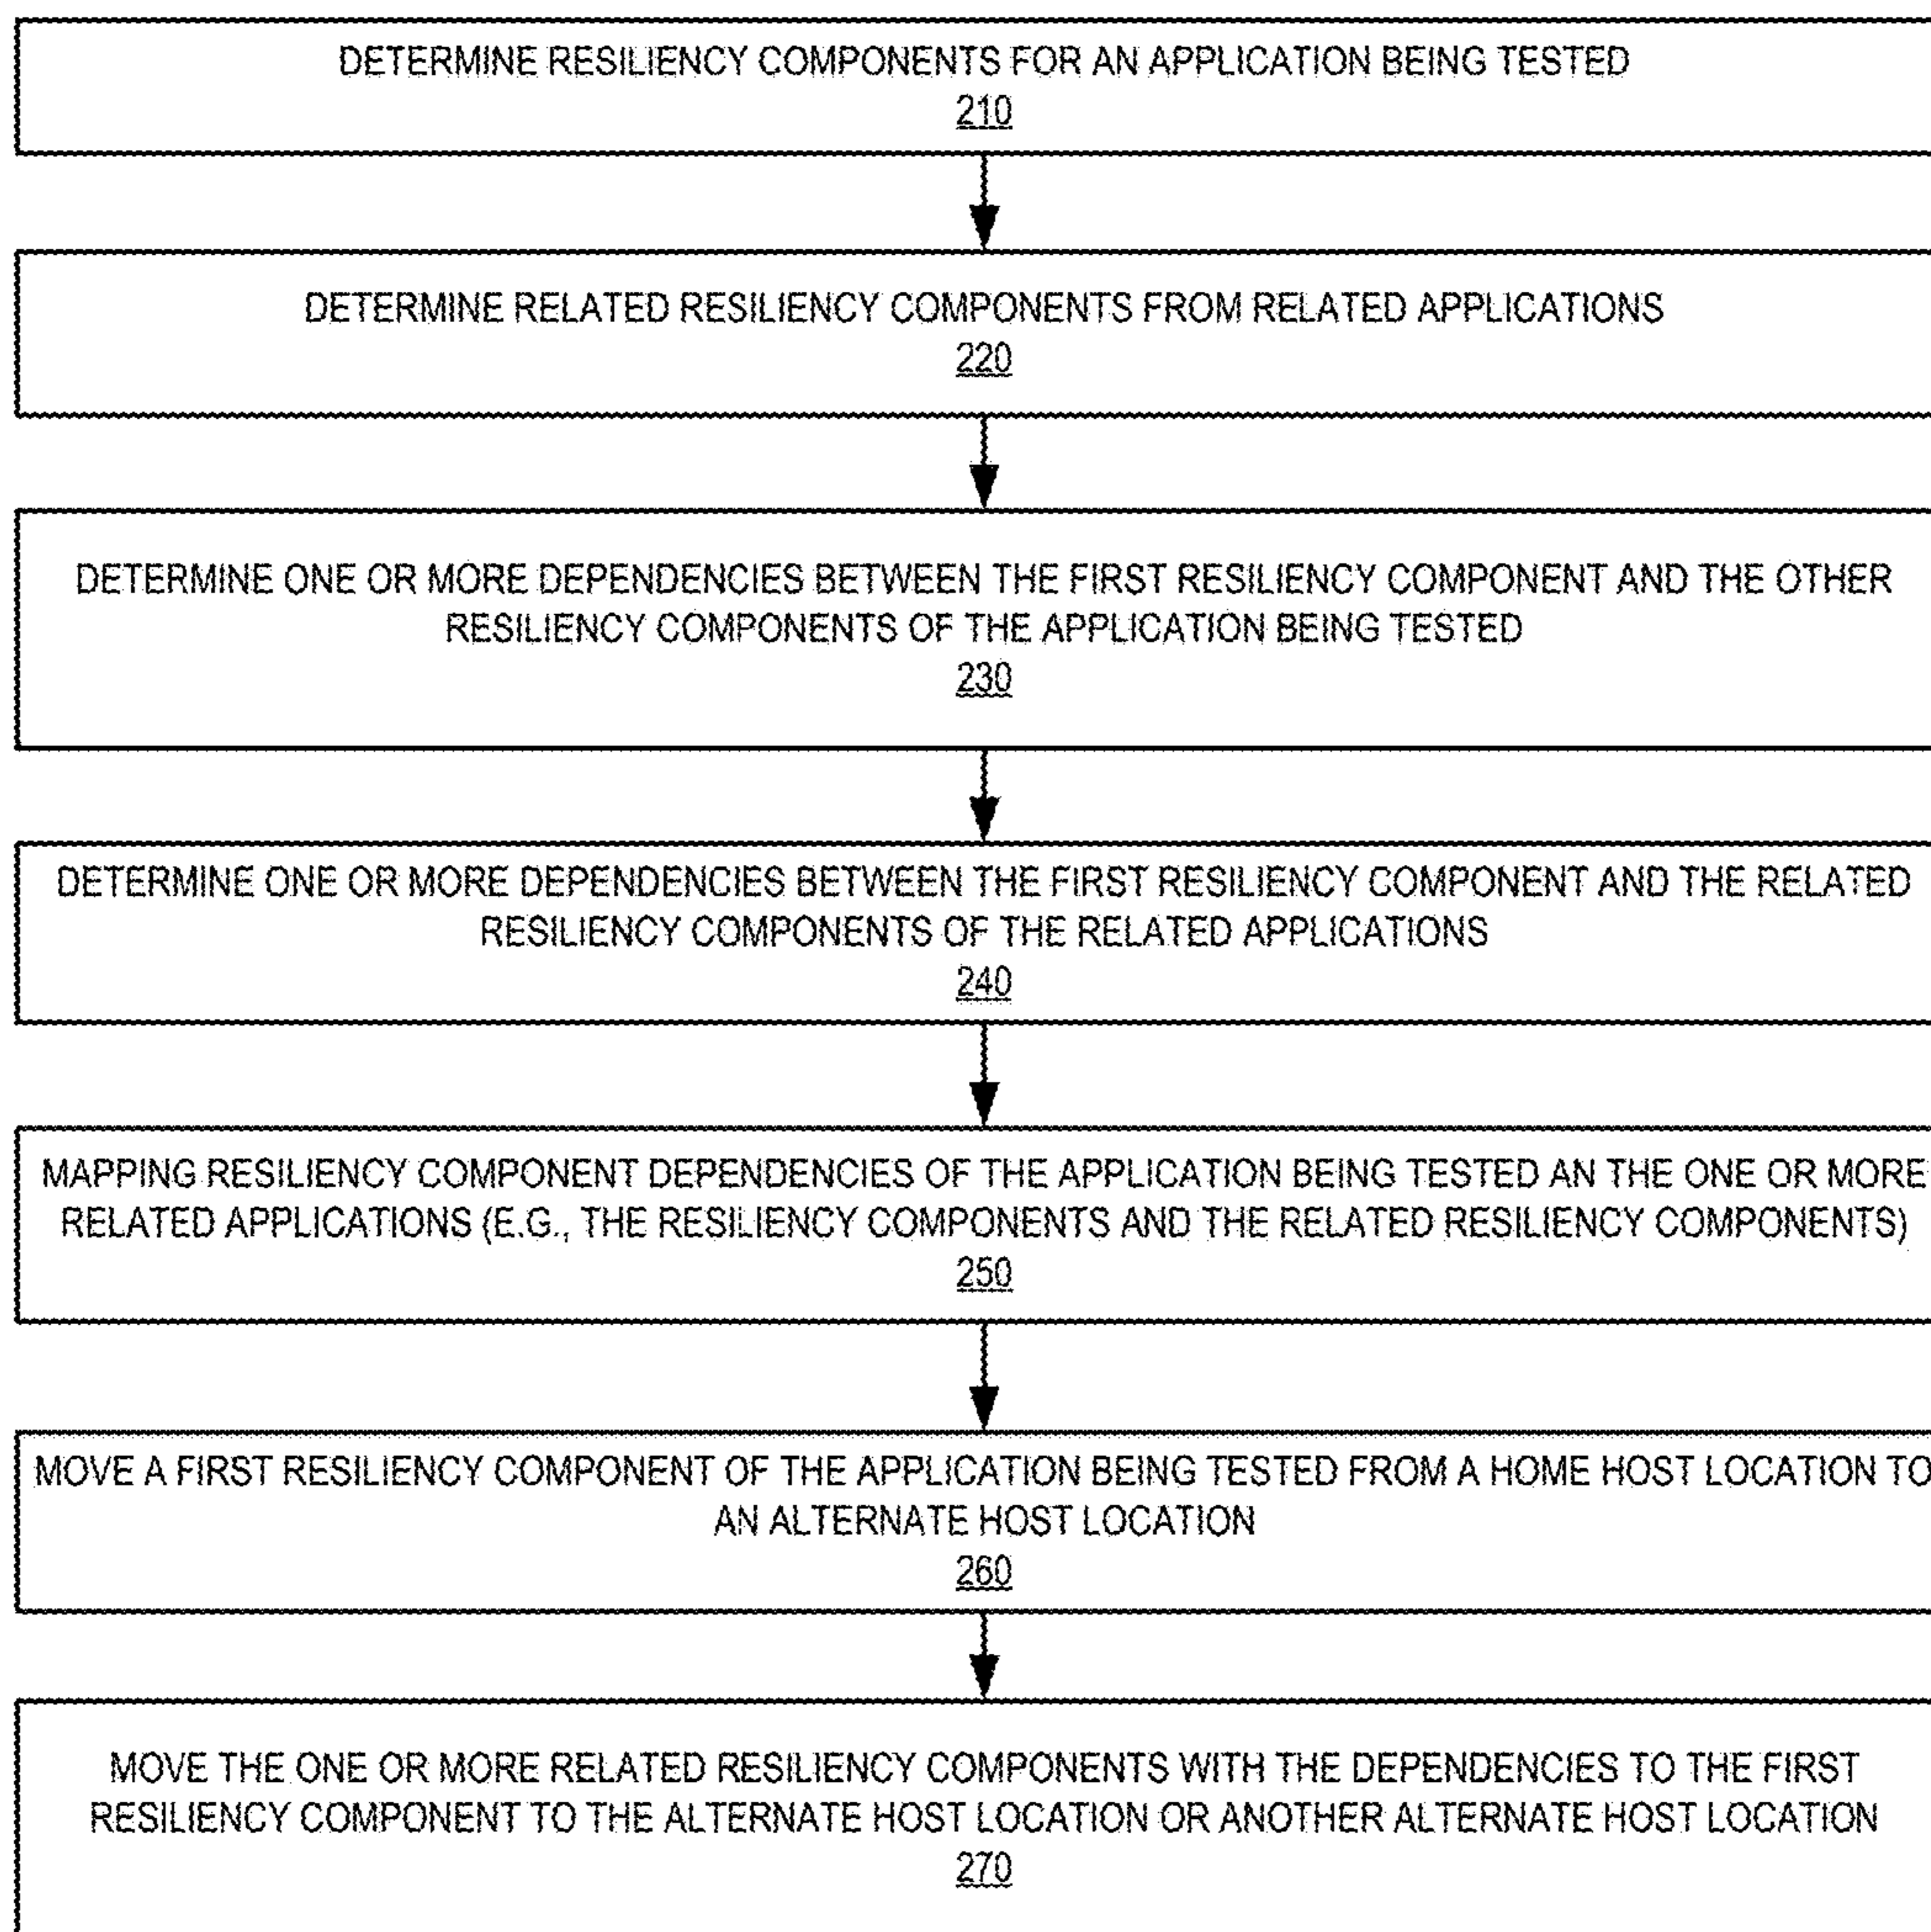 DETERMINE RESILIENCY COMPONENTS FOR AN APPLICATION BEING TESTED
210
DETERMINE RELATED RESILIENCY COMPONENTS FROM RELATED APPLICATIONS
220
DETERMINE ONE OR MORE DEPENDENCIES BETWEEN THE FIRST RESILIENCY COMPONENT AND THE OTHER
RESILIENCY COMPONENTS OF THE APPLICATION BEING TESTED
230
DETERMINE ONE OR MORE DEPENDENCIES BETWEEN THE FIRST RESILIENCY COMPONENT AND THE RELATED
RESILIENCY COMPONENTS OF THE RELATED APPLICATIONS
240
MAPPING RESILIENCY COMPONENT DEPENDENCIES OF THE APPLICATION BEING TESTED AN THE ONE OR MORE
RELATED APPLICATIONS (E.G., THE RESILIENCY COMPONENTS AND THE RELATED RESILIENCY COMPONENTS)
250
MOVE A FIRST RESILIENCY COMPONENT OF THE APPLICATION BEING TESTED FROM A HOME HOST LOCATION TO
AN ALTERNATE HOST LOCATION
260
MOVE THE ONE OR MORE RELATED RESILIENCY COMPONENTS WITH THE DEPENDENCIES TO THE FIRST
RESILIENCY COMPONENT TO THE ALTERNATE HOST LOCATION OR ANOTHER ALTERNATE HOST LOCATION
270